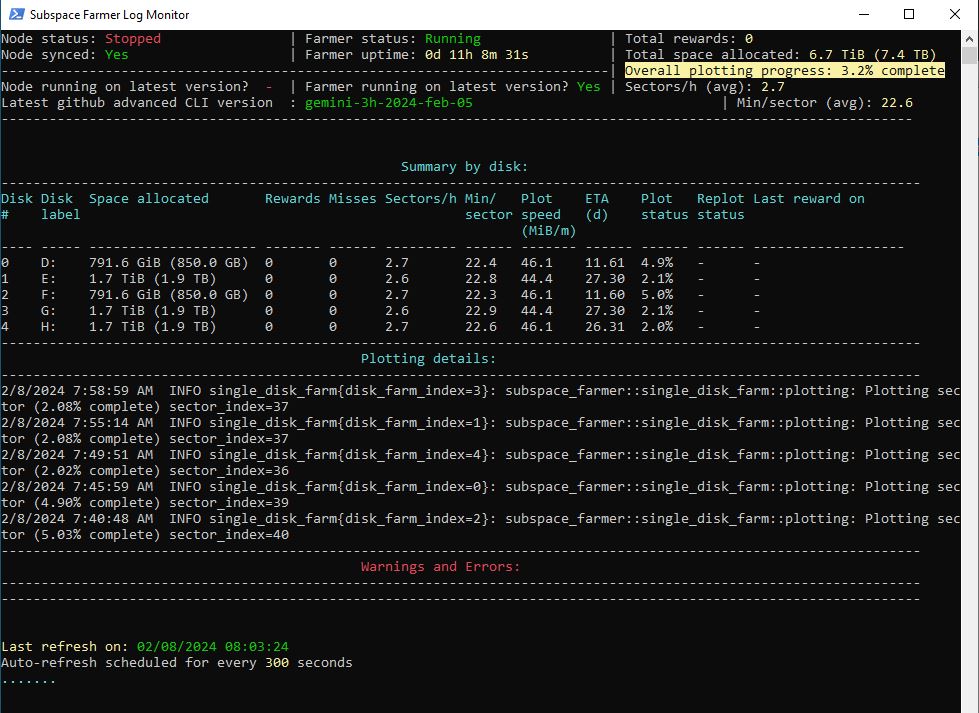 Subspace Farmer Log Monitor
Node status: Stopped | Farmer status: Running | Total rewards: 0
Node synced: Yes | Farmer uptime: 0d 11h 8m 31s | Total space allocated: 6.7 TiB (7.4 TB)
----------------------------------------------------------------------------| Overall plotting progress: 3.2% complete
Node running on latest version? - | Farmer running on latest version? Yes | Sectors/h (avg): 2.7
Latest github advanced CLI version : gemini-3h-2024-feb-05 | Min/sector (avg): 22.6
------------------------------------------------------------------------------------------------------------------
Summary by disk:
-------------------------------------------------------------------------------------------------------------------
Disk Disk Space allocated Rewards Misses Sectors/h Min/ Plot ETA Plot Replot Last reward on
# label sector speed (d) status status
(MiB/m)
---- ----- --------------------- ------- ------ --------- ------ ------- ----- ------ ------ --------------
0 D: 791.6 GiB (850.0 GB) 0 0 2.7 22.4 46.1 11.61 4.9% - -
1 E: 1.7 TiB (1.9 TB) 0 0 2.6 22.8 44.4 27.30 2.1% - -
2 F: 791.6 GiB (850.0 GB) 0 0 2.7 22.3 46.1 11.60 5.0% - -
3 G: 1.7 TiB (1.9 TB) 0 0 2.6 22.9 44.4 27.30 2.1% - -
4 H: 1.7 TiB (1.9 TB) 0 0 2.7 22.6 46.1 26.31 2.0% - -
-------------------------------------------------------------------------------------------------------------------
Plotting details:
-------------------------------------------------------------------------------------------------------------------
2/8/2024 7:58:59 AM INFO single_disk_farm{disk_farm_index=3}: subspace_farmer::single_disk_farm::plotting: Plotting sec
tor (2.08% complete) sector_index=37
2/8/2024 7:55:14 AM INFO single_disk_farm{disk_farm_index=1}: subspace_farmer::single_disk_farm::plotting: Plotting sec
tor (2.08% complete) sector_index=37
2/8/2024 7:49:51 AM INFO single_disk_farm{disk_farm_index=4}: subspace_farmer::single_disk_farm::plotting: Plotting sec
tor (2.02% complete) sector_index=36
2/8/2024 7:45:59 AM INFO single_disk_farm{disk_farm_index=0}: subspace_farmer::single_disk_farm::plotting: Plotting sec
tor (4.90% complete) sector_index=39
2/8/2024 7:40:48 AM INFO single_disk_farm{disk_farm_index=2}: subspace_farmer::single_disk_farm::plotting: Plotting sec
tor (5.03% complete) sector_index=40
-------------------------------------------------------------------------------------------------------------------
Warnings and Errors:
-------------------------------------------------------------------------------------------------------------------
-------------------------------------------------------------------------------------------------------------------
Last refresh on: 02/08/2024 08:03:24
Auto-refresh scheduled for every 300 seconds
.......